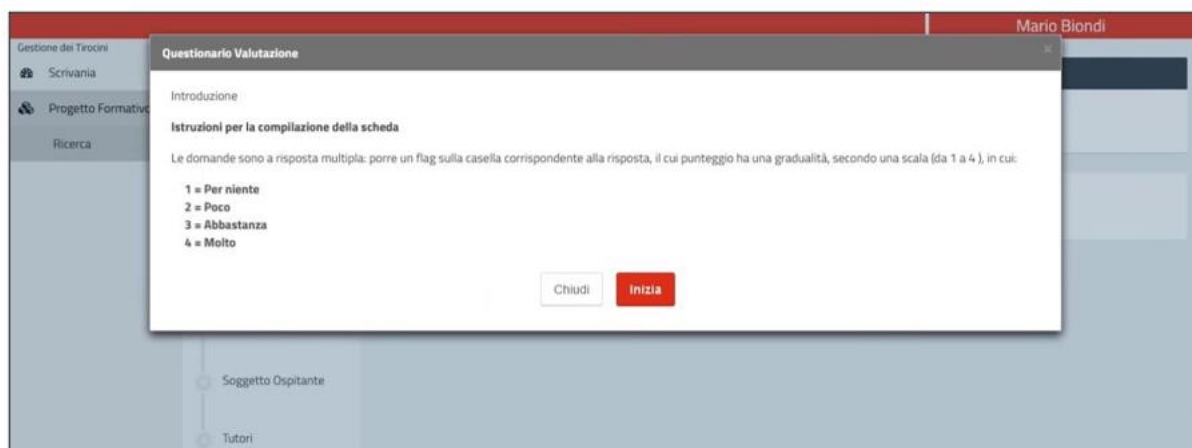 Mario Biondi
Gestione dei Tirocini
Scrivania
Progetto Formativo
Ricerca
Questionario Valutazione
×
Introduzione
Istruzioni per la compilazione della scheda
Le domande sono a risposta multipla: porre un flag sulla casella corrispondente alla risposta, il cui punteggio ha una gradualità, secondo una scala (da 1 a 4 ), in cui:
1 = Per niente
2 = Poco
3 = Abbastanza
4 = Molto
Chiudi
Inizia
Soggetto Ospitante
Tutori